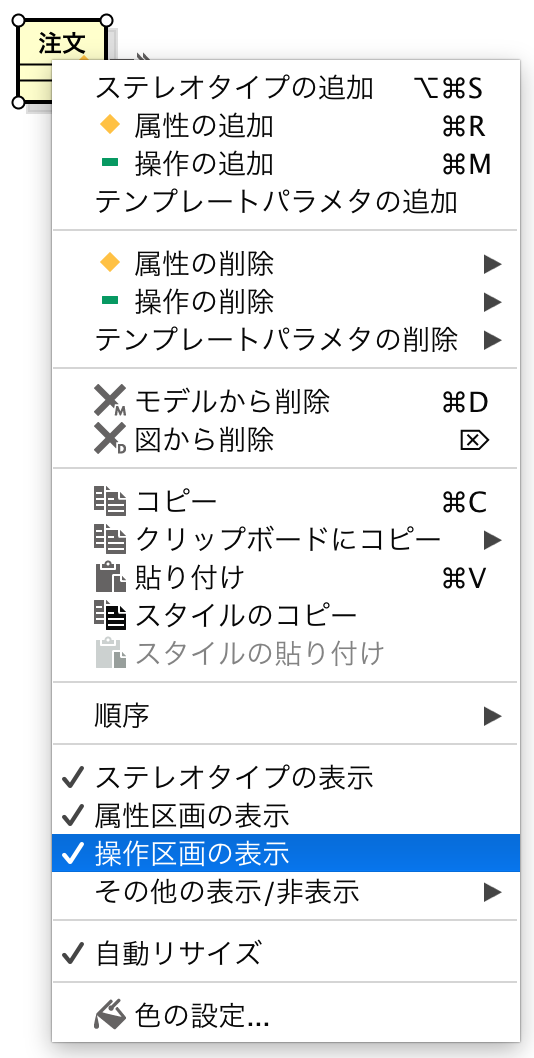 注文
ステレオタイプの追加 ⌥⌘S
属性の追加 ⌘R
操作の追加 ⌘M
テンプレートパラメタの追加
属性の削除
操作の削除
テンプレートパラメタの削除
モデルから削除 ⌘D
図から削除 ⌦
コピー ⌘C
クリップボードにコピー
貼り付け ⌘V
スタイルのコピー
スタイルの貼り付け
順序
ステレオタイプの表示
属性区画の表示
操作区画の表示
その他の表示/非表示
自動リサイズ
色の設定...